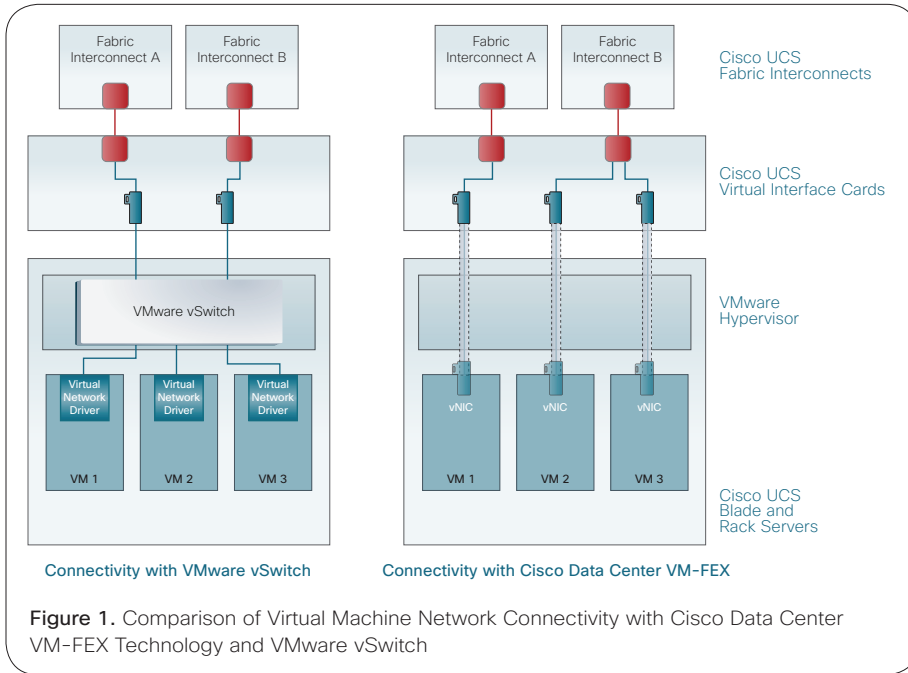 Fabric
Interconnect A
Fabric
Interconnect B
Fabric
Interconnect A
Fabric
Interconnect B
Cisco UCS
Fabric Interconnects
Cisco UCS
Virtual Interface Cards
VMware vSwitch
VMware
Hypervisor
Virtual
Network
Driver
Virtual
Network
Driver
Virtual
Network
Driver
VM 1
VM 2
VM 3
vNIC
vNIC
vNIC
VM 1
VM 2
VM 3
Cisco UCS
Blade and
Rack Servers
Connectivity with VMware vSwitch
Connectivity with Cisco Data Center VM-FEX
Figure 1. Comparison of Virtual Machine Network Connectivity with Cisco Data Center
VM-FEX Technology and VMware vSwitch